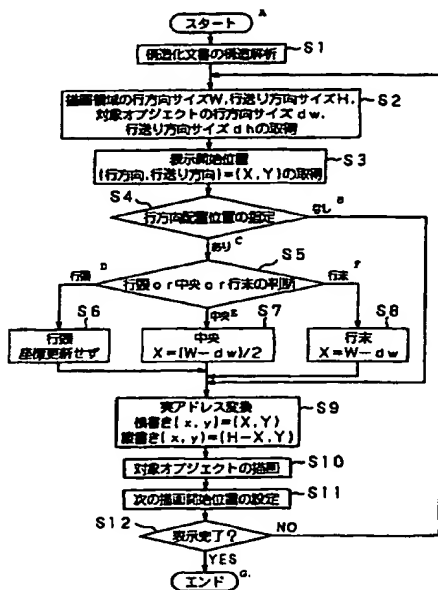 スタート
A
構造化文書の構造解析
S1
描画領域の行方向サイズW,行送り方向サイズH,
対象オブジェクトの行方向サイズdw,
行送り方向サイズdhの取得
S2
表示開始位置
(行方向,行送り方向)=(X,Y)の取得
S3
S4
行方向配置位置の指定
なし
B
あり
C
S5
行頭or中央or行末の判断
行頭
D
中央
E
行末
F
S6
行頭
座標更新せず
S7
中央
X=(W-dw)/2
S8
行末
X=W-dw
実アドレス変換
横書き(x,y)=(X,Y)
縦書き(x,y)=(H-X,Y)
S9
対象オブジェクトの描画
S10
次の描画開始位置の設定
S11
S12
表示完了?
NO
YES
エンド
G.